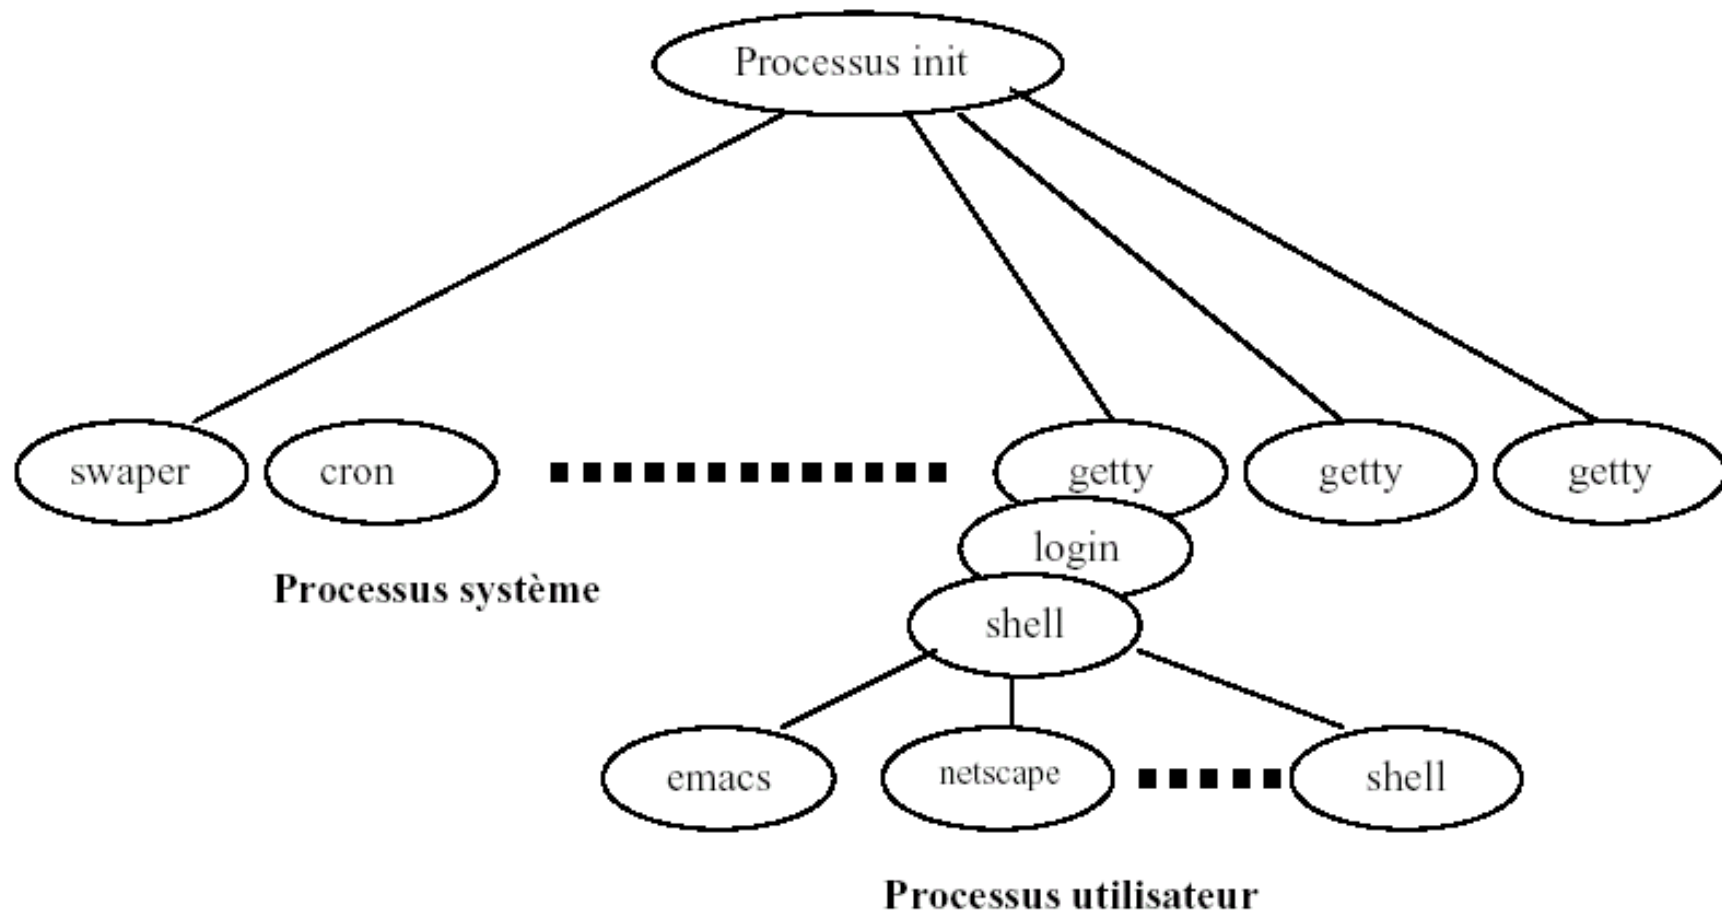 Processus init
swaper
cron
getty
getty
getty
login
Processus système
shell
emacs
netscape
shell
Processus utilisateur